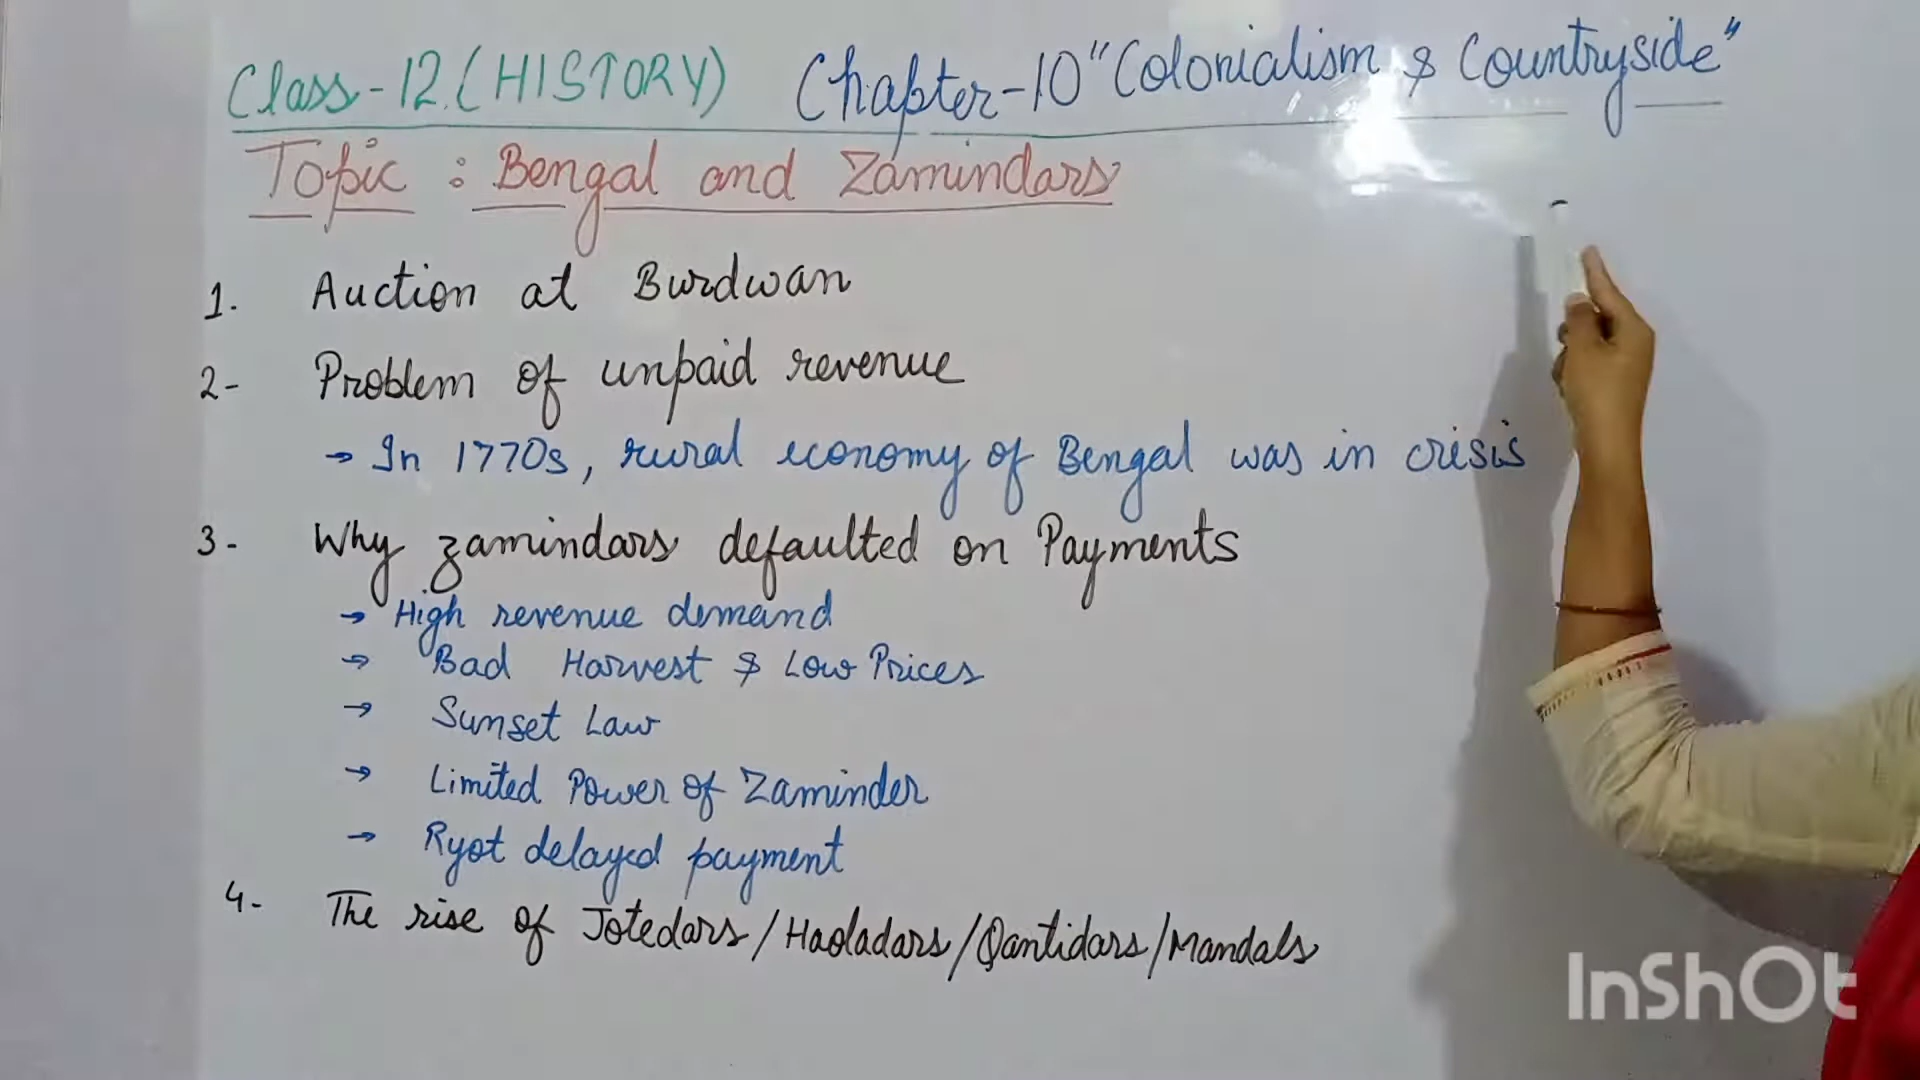 Class-12.(HISTORY) Chapter-10 "Colonialism & Countryside"
Topic : Bengal and Zamindars
1. Auction at Burdwan
2- Problem of unpaid revenue
→ In 1770s, rural economy of Bengal was in crisis
3- Why zamindars defaulted on Payments
→ High revenue demand
→ Bad Harvest & Low Prices
→ Sunset Law
→ Limited Power of Zaminder
→ Ryot delayed payment
4- The rise of Jotedars/Haoladars/Qantidars/Mandals
InShOt